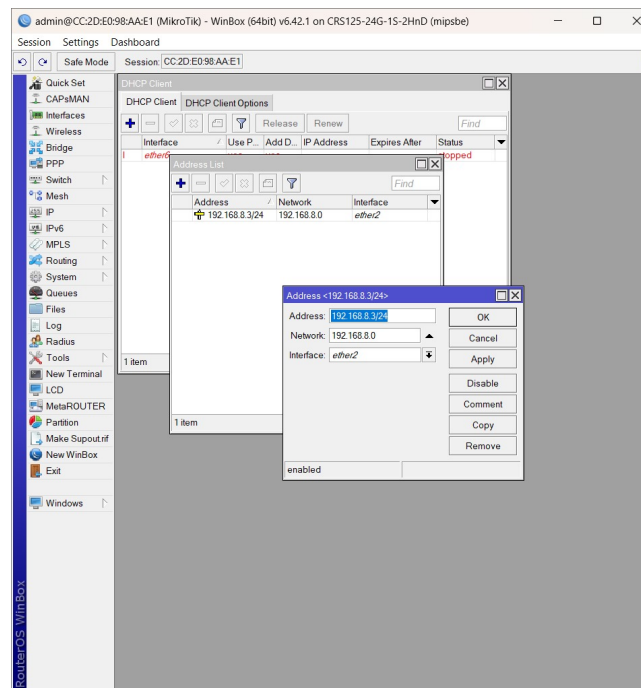 admin@CC:2D:E0:98:AA:E1 (MikroTik) - WinBox (64bit) v6.42.1 on CRS125-24G-1S-2HnD (mipsbe)
Session Settings Dashboard
Safe Mode Session: CC:2D:E0:98:AA:E1
Quick Set
CAPsMAN
Interfaces
Wireless
Bridge
PPP
Switch
Mesh
IP
IPv6
MPLS
Routing
System
Queues
Files
Log
Radius
Tools
New Terminal
LCD
MetaROUTER
Partition
Make Supout.rif
New WinBox
Exit
Windows
RouterOS WinBox
DHCP Client
DHCP Client DHCP Client Options
Release Renew Find
Interface Use P... Add D... IP Address Expires After Status
I
1 item
Address List
Find
Address Network Interface
192.168.8.3/24 192.168.8.0 ether2
1 item
Address <192.168.8.3/24>
Address: 192.168.8.3/24 OK
Network: 192.168.8.0 Cancel
Interface: ether2 Apply
Disable
Comment
Copy
Remove
enabled